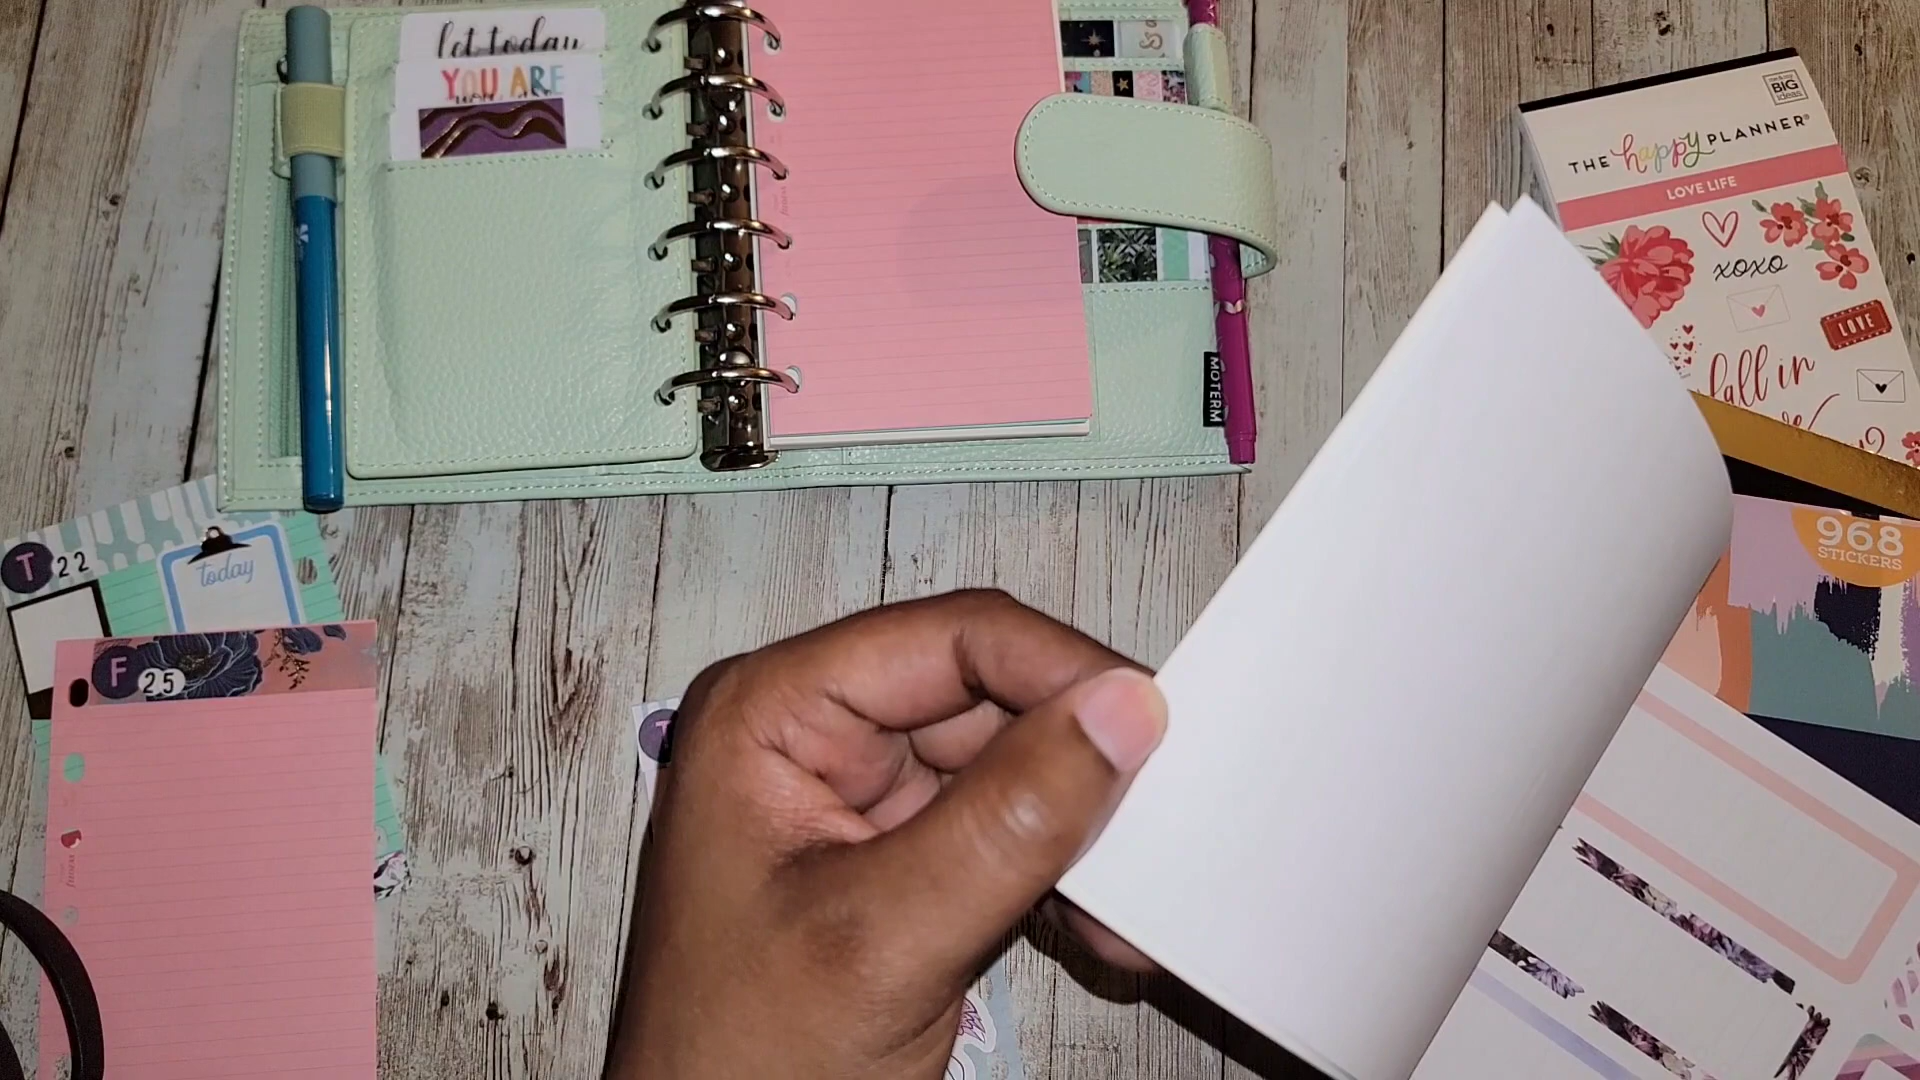 let today
YOU ARE
me&my
BIG
ideas
THE happy PLANNER®
LOVE LIFE
xoxo
LOVE
fall in
MOTERM
968
STICKERS
T 22
today
F 25
T